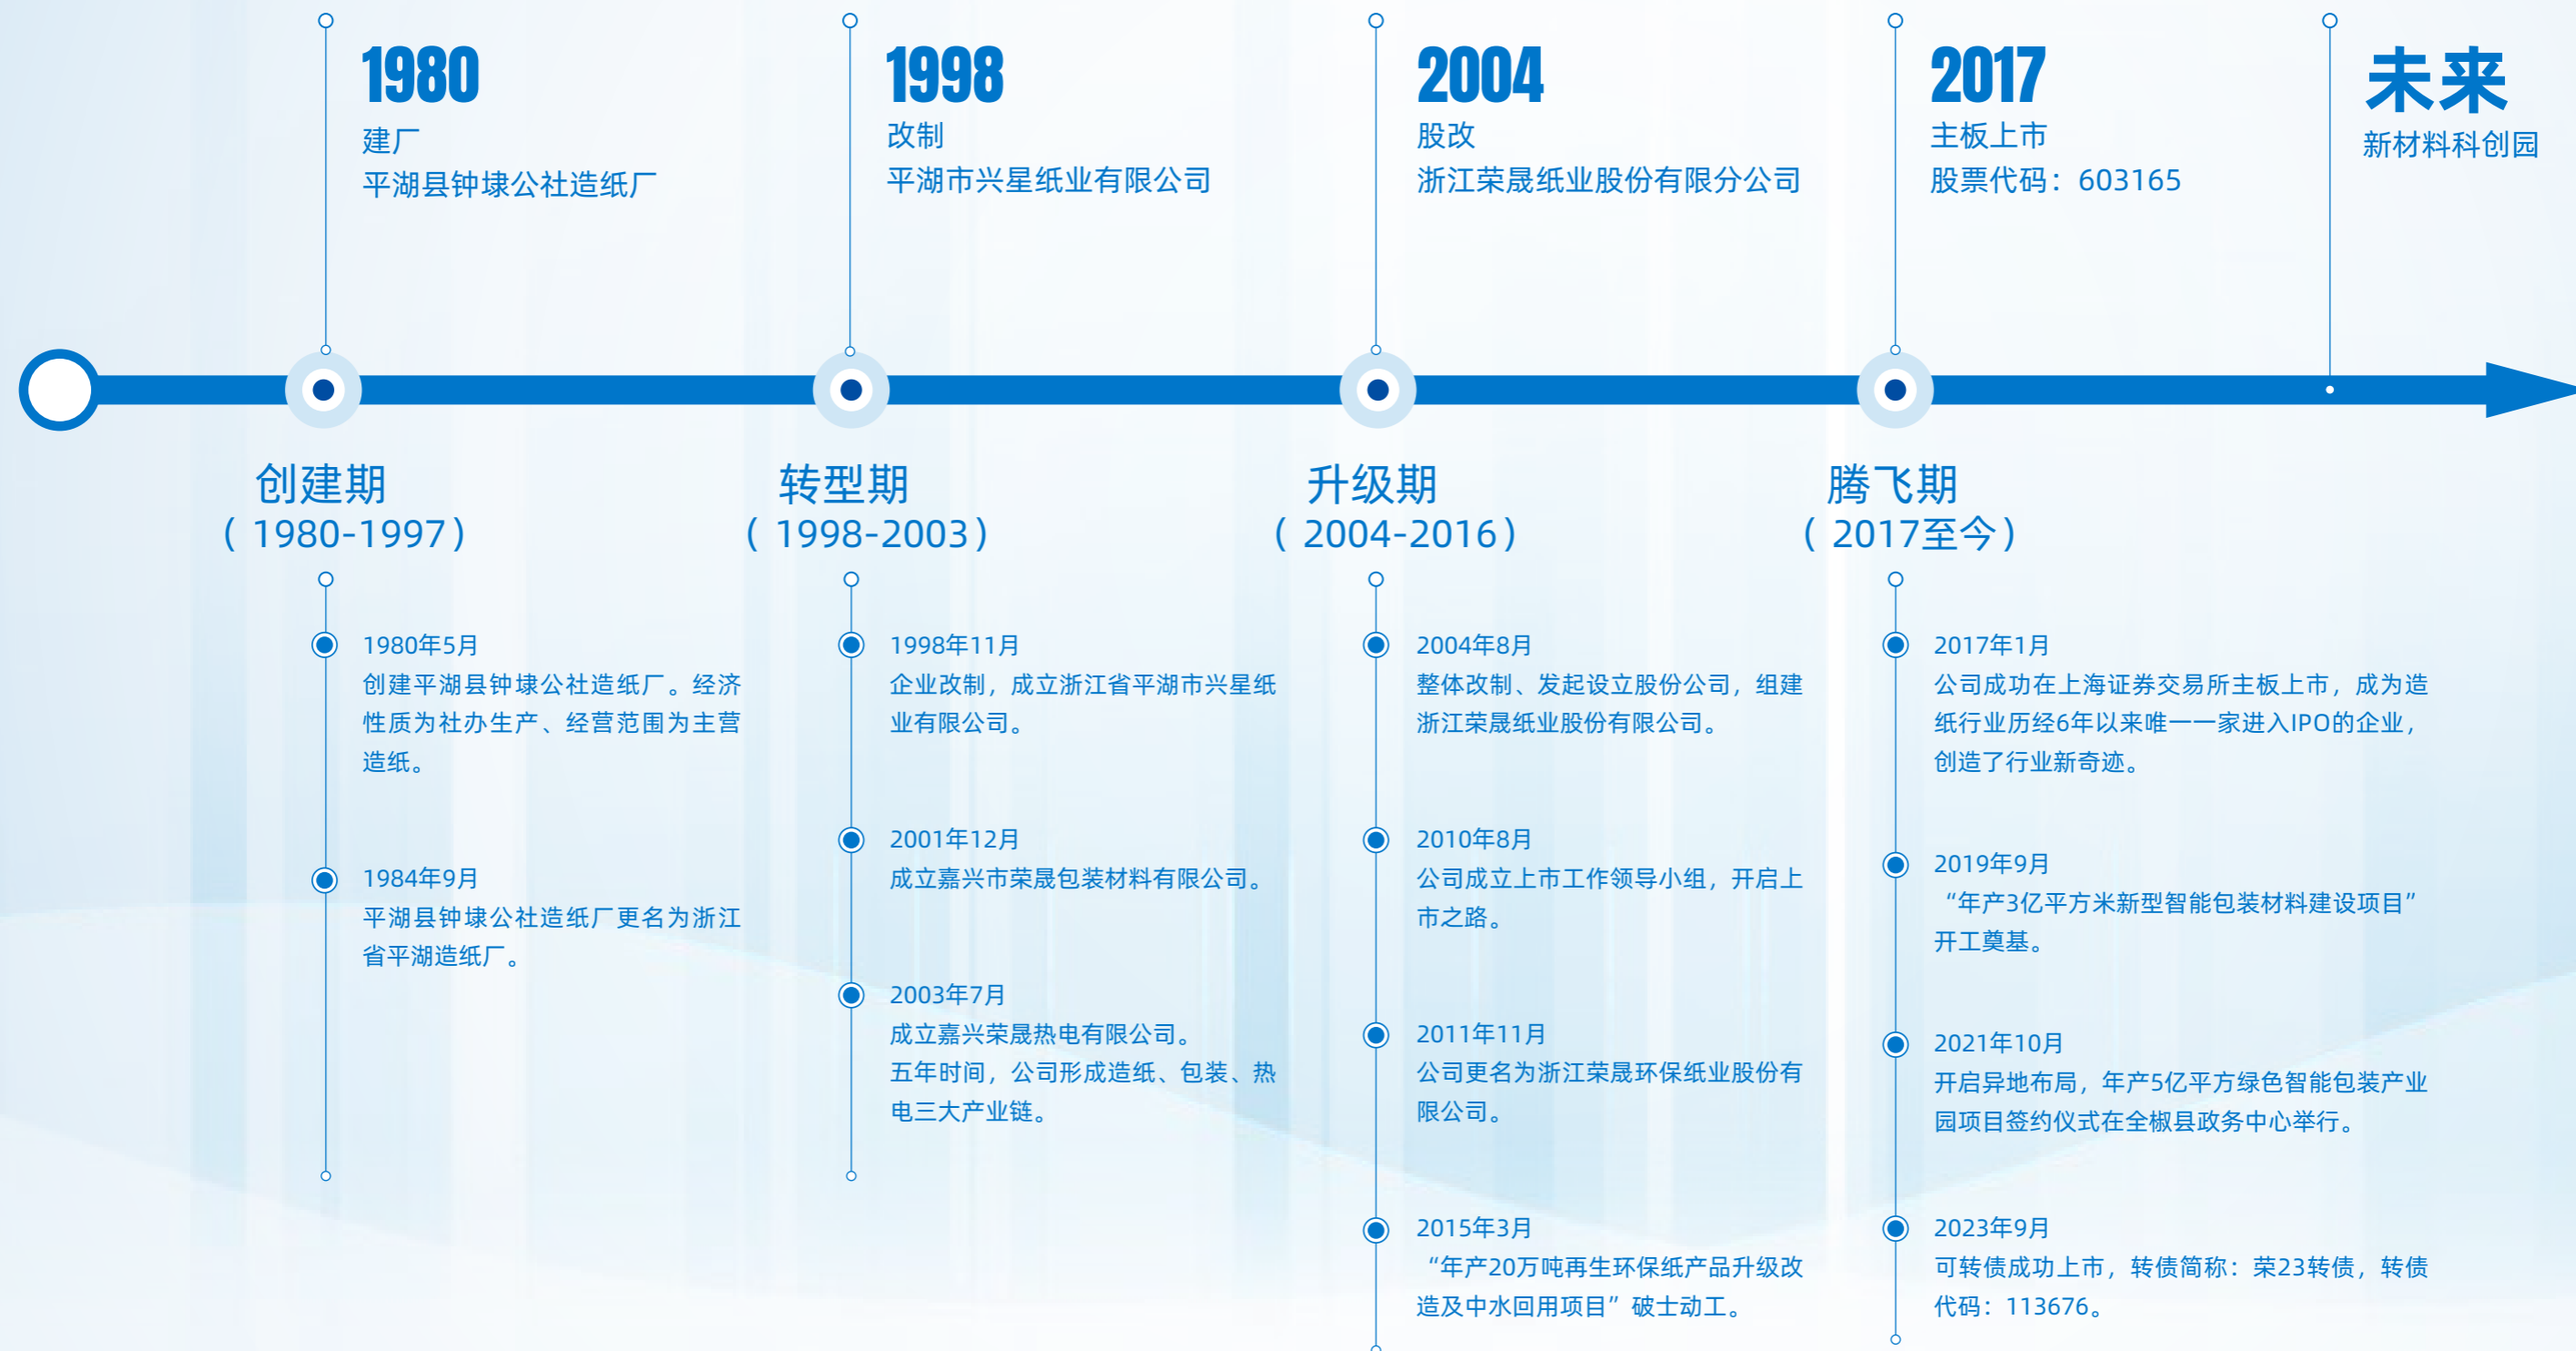 1980
建厂
平湖县钟埭公社造纸厂
1998
改制
平湖市兴星纸业有限公司
2004
股改
浙江荣晟纸业股份有限分公司
2017
主板上市
股票代码：603165
未来
新材料科创园
创建期
（1980-1997）
1980年5月
创建平湖县钟埭公社造纸厂。经济
性质为社办生产、经营范围为主营
造纸。
1984年9月
平湖县钟埭公社造纸厂更名为浙江
省平湖造纸厂。
转型期
（1998-2003）
1998年11月
企业改制，成立浙江省平湖市兴星纸
业有限公司。
2001年12月
成立嘉兴市荣晟包装材料有限公司。
2003年7月
成立嘉兴荣晟热电有限公司。
五年时间，公司形成造纸、包装、热
电三大产业链。
升级期
（2004-2016）
2004年8月
整体改制、发起设立股份公司，组建
浙江荣晟纸业股份有限公司。
2010年8月
公司成立上市工作领导小组，开启上
市之路。
2011年11月
公司更名为浙江荣晟环保纸业股份有
限公司。
2015年3月
“年产20万吨再生环保纸产品升级改
造及中水回用项目”破土动工。
腾飞期
（2017至今）
2017年1月
公司成功在上海证券交易所主板上市，成为造
纸行业历经6年以来唯一一家进入IPO的企业，
创造了行业新奇迹。
2019年9月
“年产3亿平方米新型智能包装材料建设项目”
开工奠基。
2021年10月
开启异地布局，年产5亿平方绿色智能包装产业
园项目签约仪式在全椒县政务中心举行。
2023年9月
可转债成功上市，转债简称：荣23转债，转债
代码：113676。